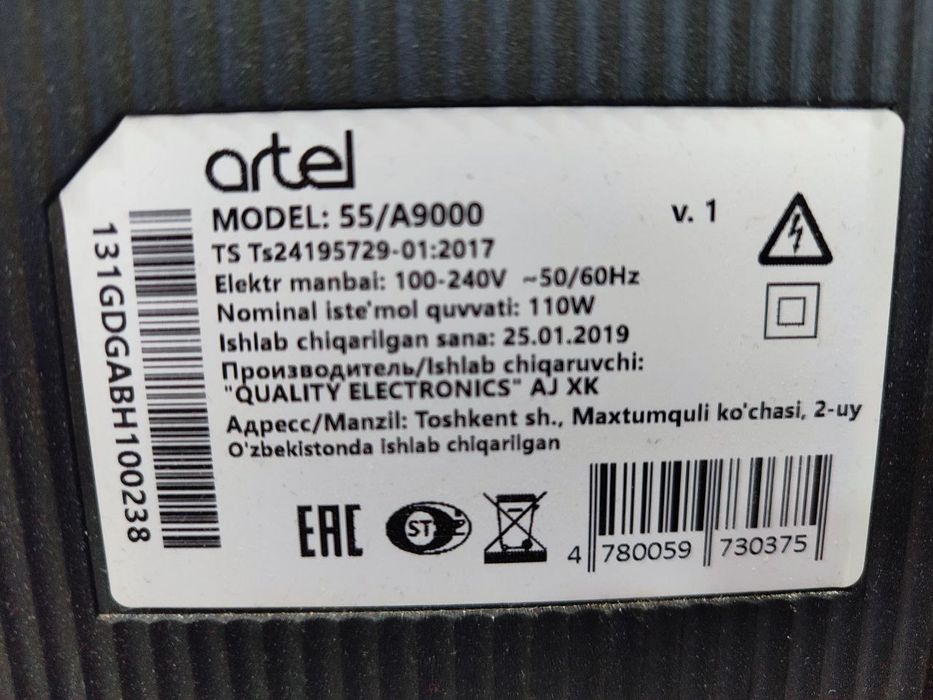 artel
MODEL: 55/A9000 v. 1
TS Ts24195729-01:2017
Elektr manbai: 100-240V ~50/60Hz
Nominal iste'mol quvvati: 110W
Ishlab chiqarilgan sana: 25.01.2019
Производитель/Ishlab chiqaruvchi:
"QUALITY ELECTRONICS" AJ XK
Адресс/Manzil: Toshkent sh., Maxtumquli ko'chasi, 2-uy
O'zbekistonda ishlab chiqarilgan
131GDGABH100238
EAC
ST
4 780059 730375